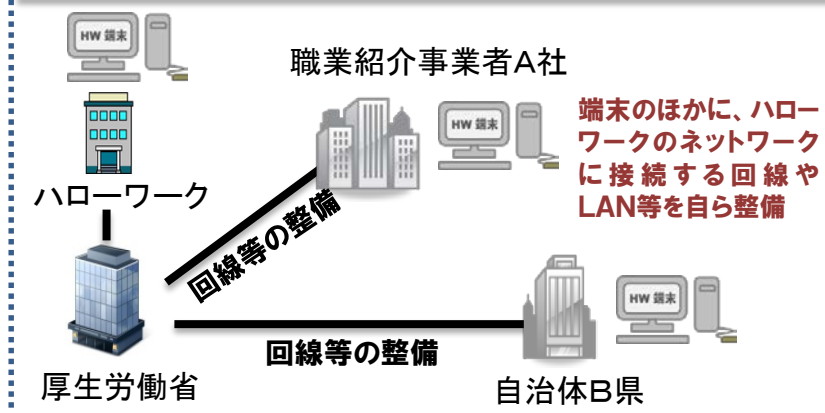 HW 端末
職業紹介事業者A社
HW 端末
端末のほかに、ハロー
ワークのネットワーク
に接続する回線や
LAN等を自ら整備
ハローワーク
回線等の整備
HW 端末
回線等の整備
厚生労働省
自治体B県